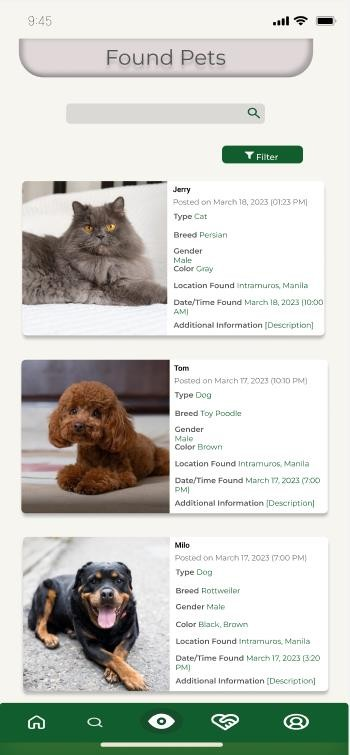 9:45
Found Pets
Filter
Jerry
Posted on March 18, 2023 (01:23 PM)
Type Cat
Breed Persian
Gender
Male
Color Gray
Location Found Intramuros, Manila
Date/Time Found March 18, 2023 (10:00
AM)
Additional Information [Description]
Tom
Posted on March 17, 2023 (10:10 PM)
Type Dog
Breed Toy Poodle
Gender
Male
Color Brown
Location Found Intramuros, Manila
Date/Time Found March 17, 2023 (7:00
PM)
Additional Information [Description]
Milo
Posted on March 17, 2023 (7:00 PM)
Type Dog
Breed Rottweiler
Gender Male
Color Black, Brown
Location Found Intramuros, Manila
Date/Time Found March 17, 2023 (3:20
PM)
Additional Information [Description]